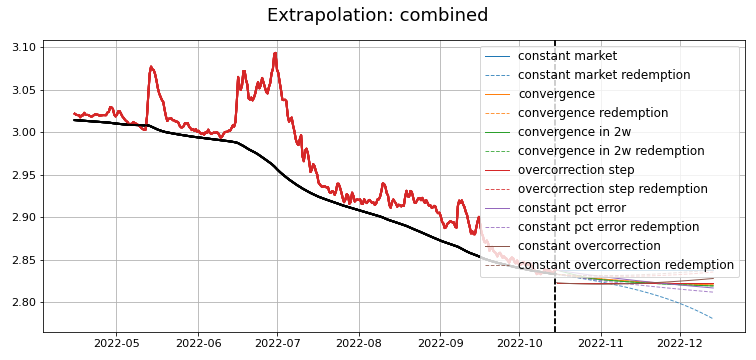 Extrapolation: combined
3.10
3.05
3.00
2.95
2.90
2.85
2.80
constant market
constant market redemption
convergence
convergence redemption
convergence in 2w
convergence in 2w redemption
overcorrection step
overcorrection step redemption
constant pct error
constant pct error redemption
constant overcorrection
constant overcorrection redemption
2022-05 2022-06 2022-07 2022-08 2022-09 2022-10 2022-11 2022-12